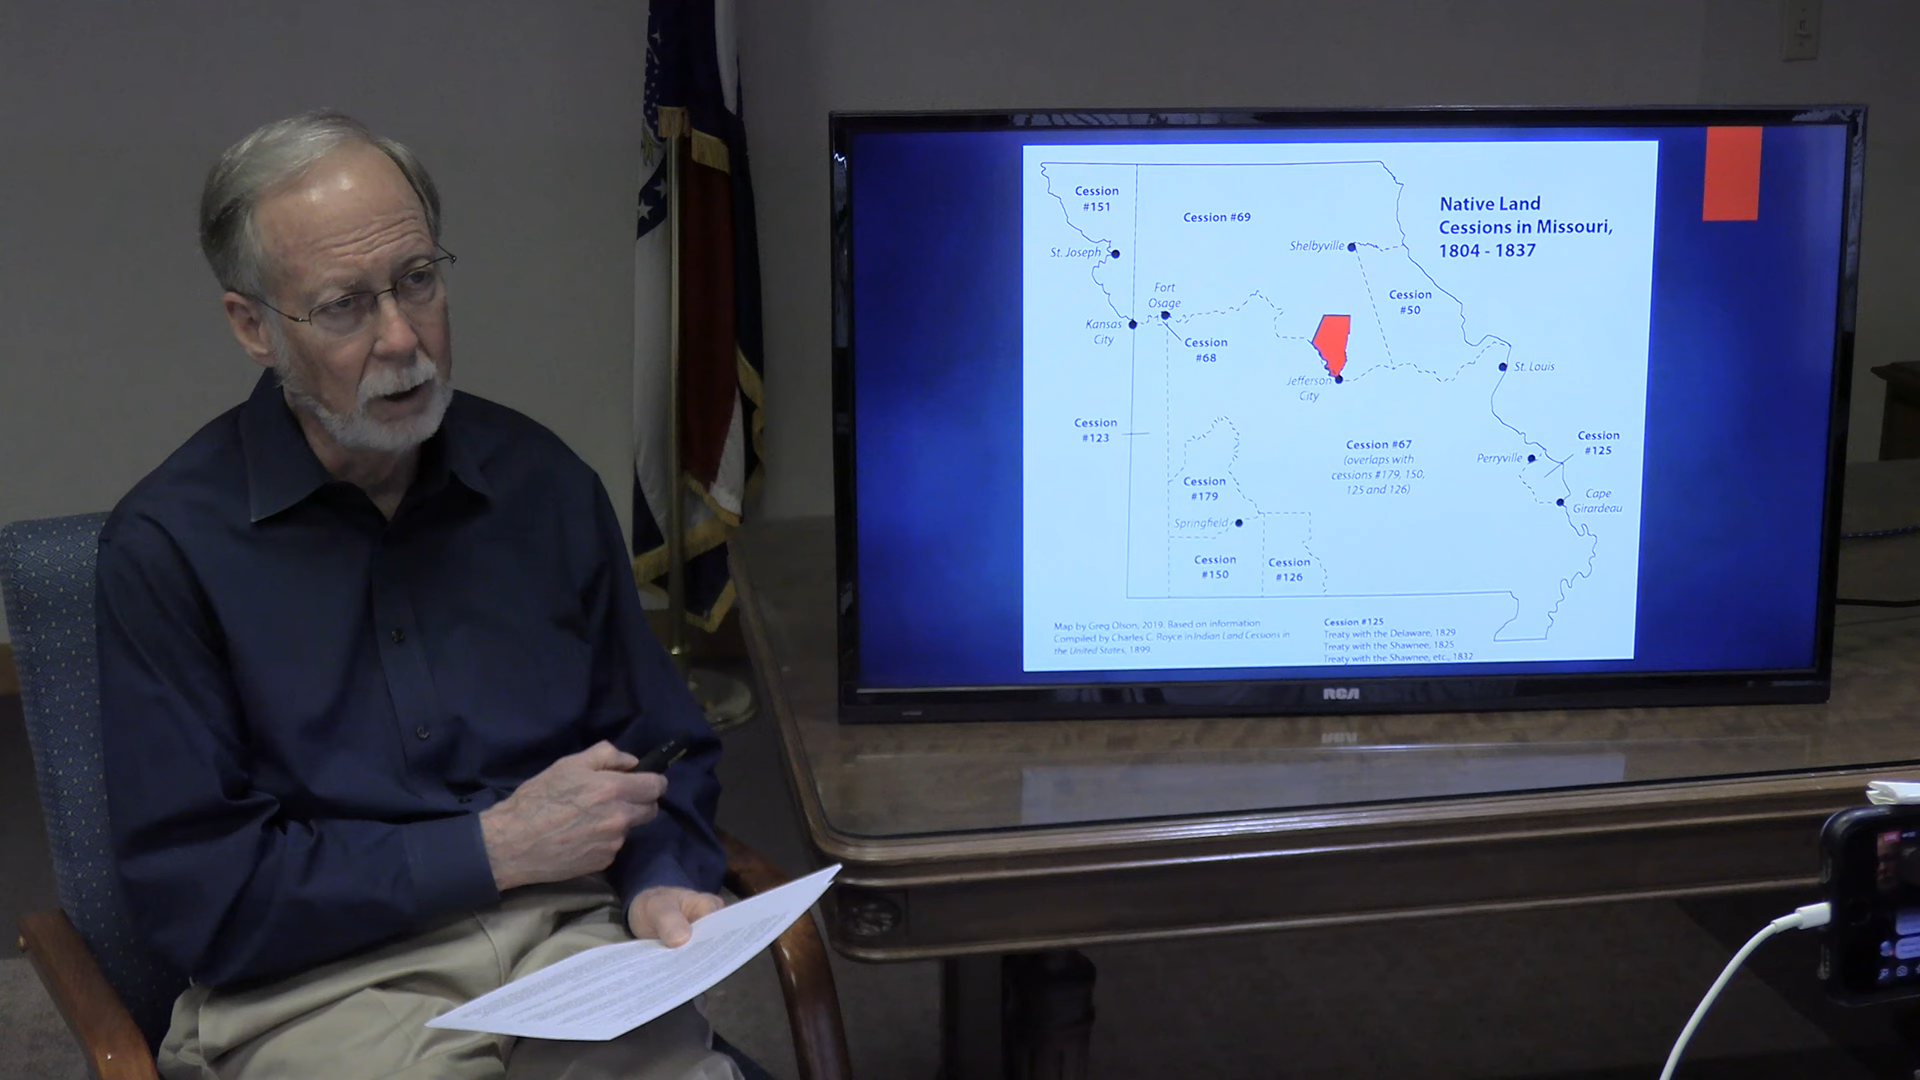 Native Land
Cessions in Missouri,
1804 - 1837
Cession
#151
Cession #69
St. Joseph
Shelbyville
Cession
#50
Fort
Osage
Kansas
City
Cession
#68
Jefferson
City
St. Louis
Cession
#123
Cession #67
(overlaps with
cessions #179, 150,
125 and 126)
Perryville
Cession
#125
Cape
Girardeau
Cession
#179
Springfield
Cession
#150
Cession
#126
Map by Greg Olson, 2019. Based on information
Compiled by Charles C. Royce in Indian Land Cessions in
the United States, 1899.
Cession #125
Treaty with the Delaware, 1829
Treaty with the Shawnee, 1825
Treaty with the Shawnee, etc., 1832
RCA